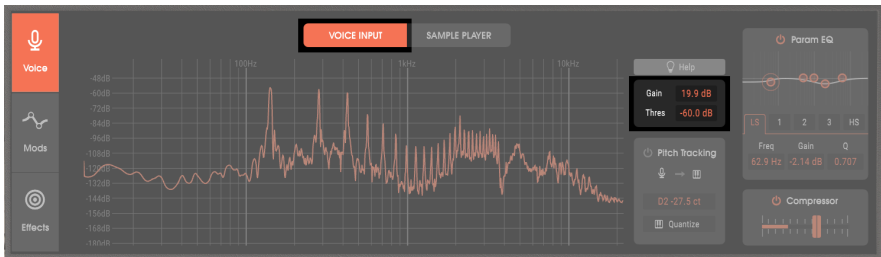 Voice
Mods
Effects
VOICE INPUT
SAMPLE PLAYER
100Hz
1kHz
10kHz
-48dB
-60dB
-72dB
-84dB
-96dB
-108dB
-120dB
-132dB
-144dB
-156dB
-168dB
-180dB
Help
Gain 19.9 dB
Thres -60.0 dB
Pitch Tracking
D2 -27.5 ct
Quantize
Param EQ
LS 1 2 3 HS
Freq Gain Q
62.9 Hz -2.14 dB 0.707
Compressor